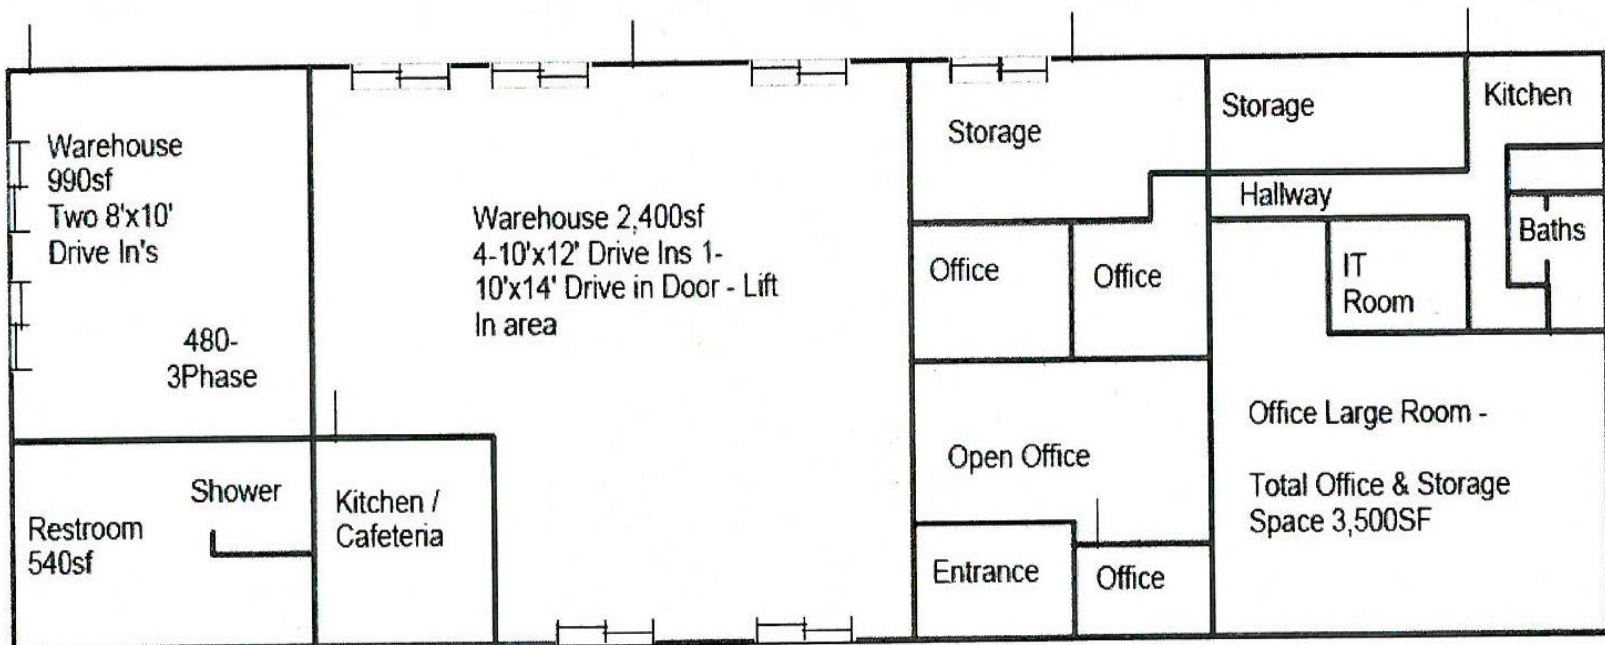 Warehouse
990sf
Two 8'x10'
Drive In's
480-
3Phase
Warehouse 2,400sf
4-10'x12' Drive Ins 1-
10'x14' Drive in Door - Lift
In area
Storage
Storage
Kitchen
Hallway
Baths
Office
Office
IT
Room
Open Office
Office Large Room -
Total Office & Storage
Space 3,500SF
Shower
Restroom
540sf
Kitchen /
Cafeteria
Entrance
Office